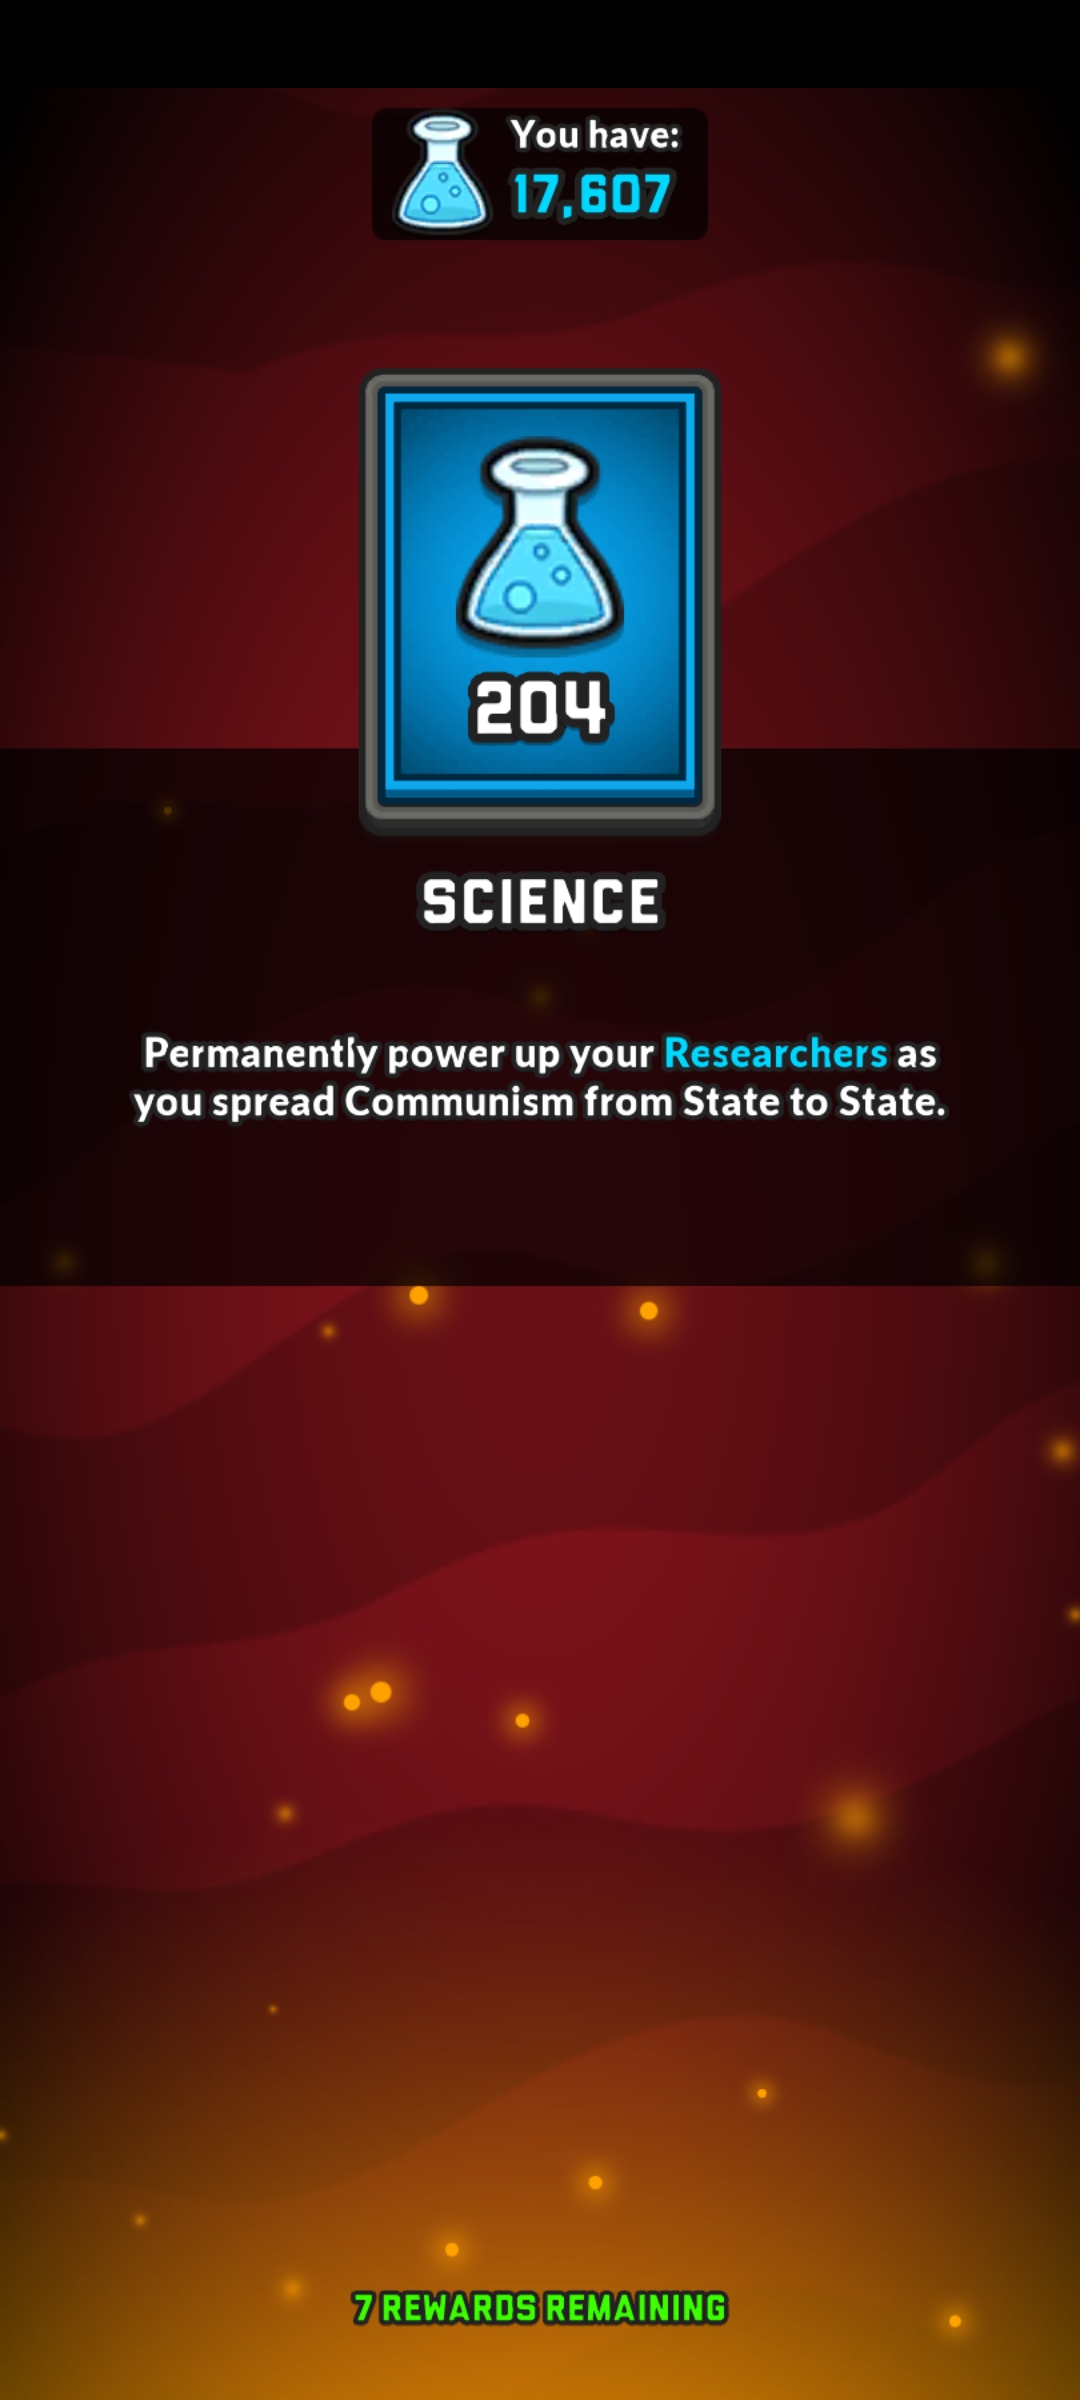 You have:
17,607
204
SCIENCE
Permanently power up your Researchers as
you spread Communism from State to State.
7 REWARDS REMAINING